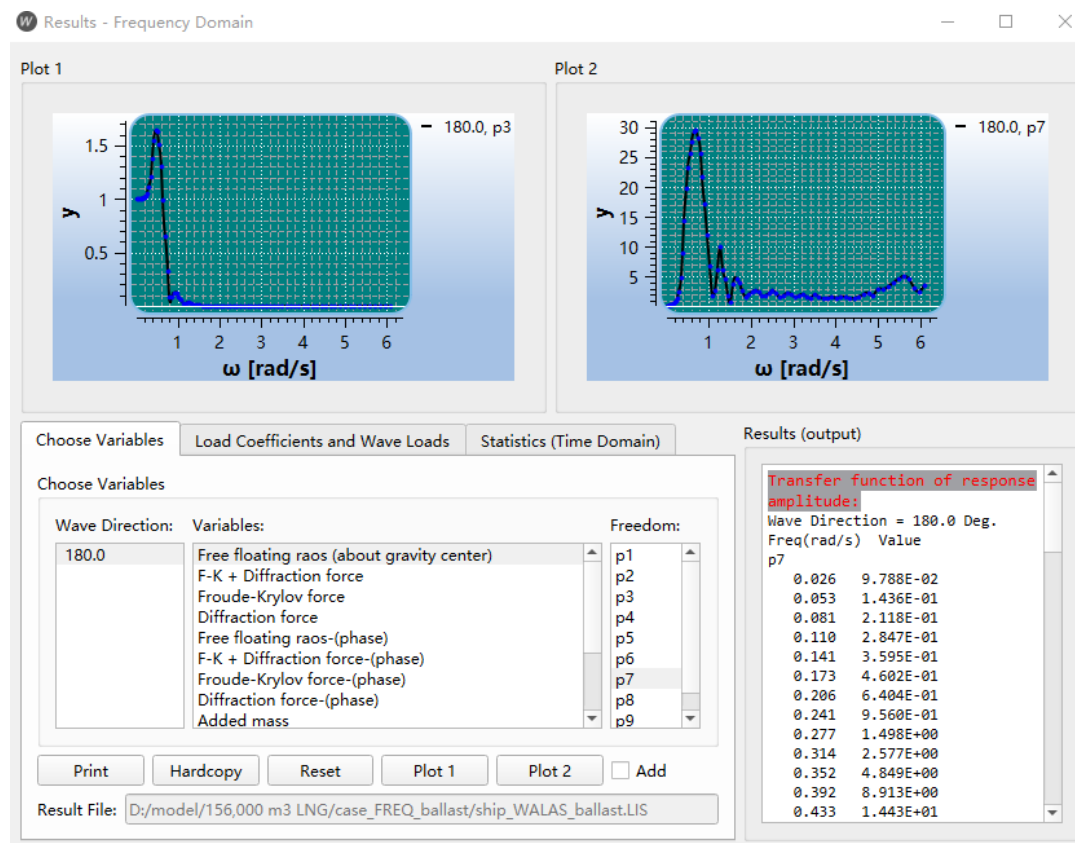 Results - Frequency Domain
Plot 1
Plot 2
1.5
1
0.5
y
1 2 3 4 5 6
ω [rad/s]
180.0, p3
30
25
20
15
10
5
y
1 2 3 4 5 6
ω [rad/s]
180.0, p7
Choose Variables
Load Coefficients and Wave Loads
Statistics (Time Domain)
Choose Variables
Wave Direction:
180.0
Variables:
Free floating raos (about gravity center)
F-K + Diffraction force
Froude-Krylov force
Diffraction force
Free floating raos-(phase)
F-K + Diffraction force-(phase)
Froude-Krylov force-(phase)
Diffraction force-(phase)
Added mass
Freedom:
p1
p2
p3
p4
p5
p6
p7
p8
p9
Print
Hardcopy
Reset
Plot 1
Plot 2
Add
Result File: D:/model/156,000 m3 LNG/case_FREQ_ballast/ship_WALAS_ballast.LIS
Results (output)
Transfer function of response
amplitude:
Wave Direction = 180.0 Deg.
Freq(rad/s) Value
p7
0.026 9.788E-02
0.053 1.436E-01
0.081 2.118E-01
0.110 2.847E-01
0.141 3.595E-01
0.173 4.602E-01
0.206 6.404E-01
0.241 9.560E-01
0.277 1.498E+00
0.314 2.577E+00
0.352 4.849E+00
0.392 8.913E+00
0.433 1.443E+01